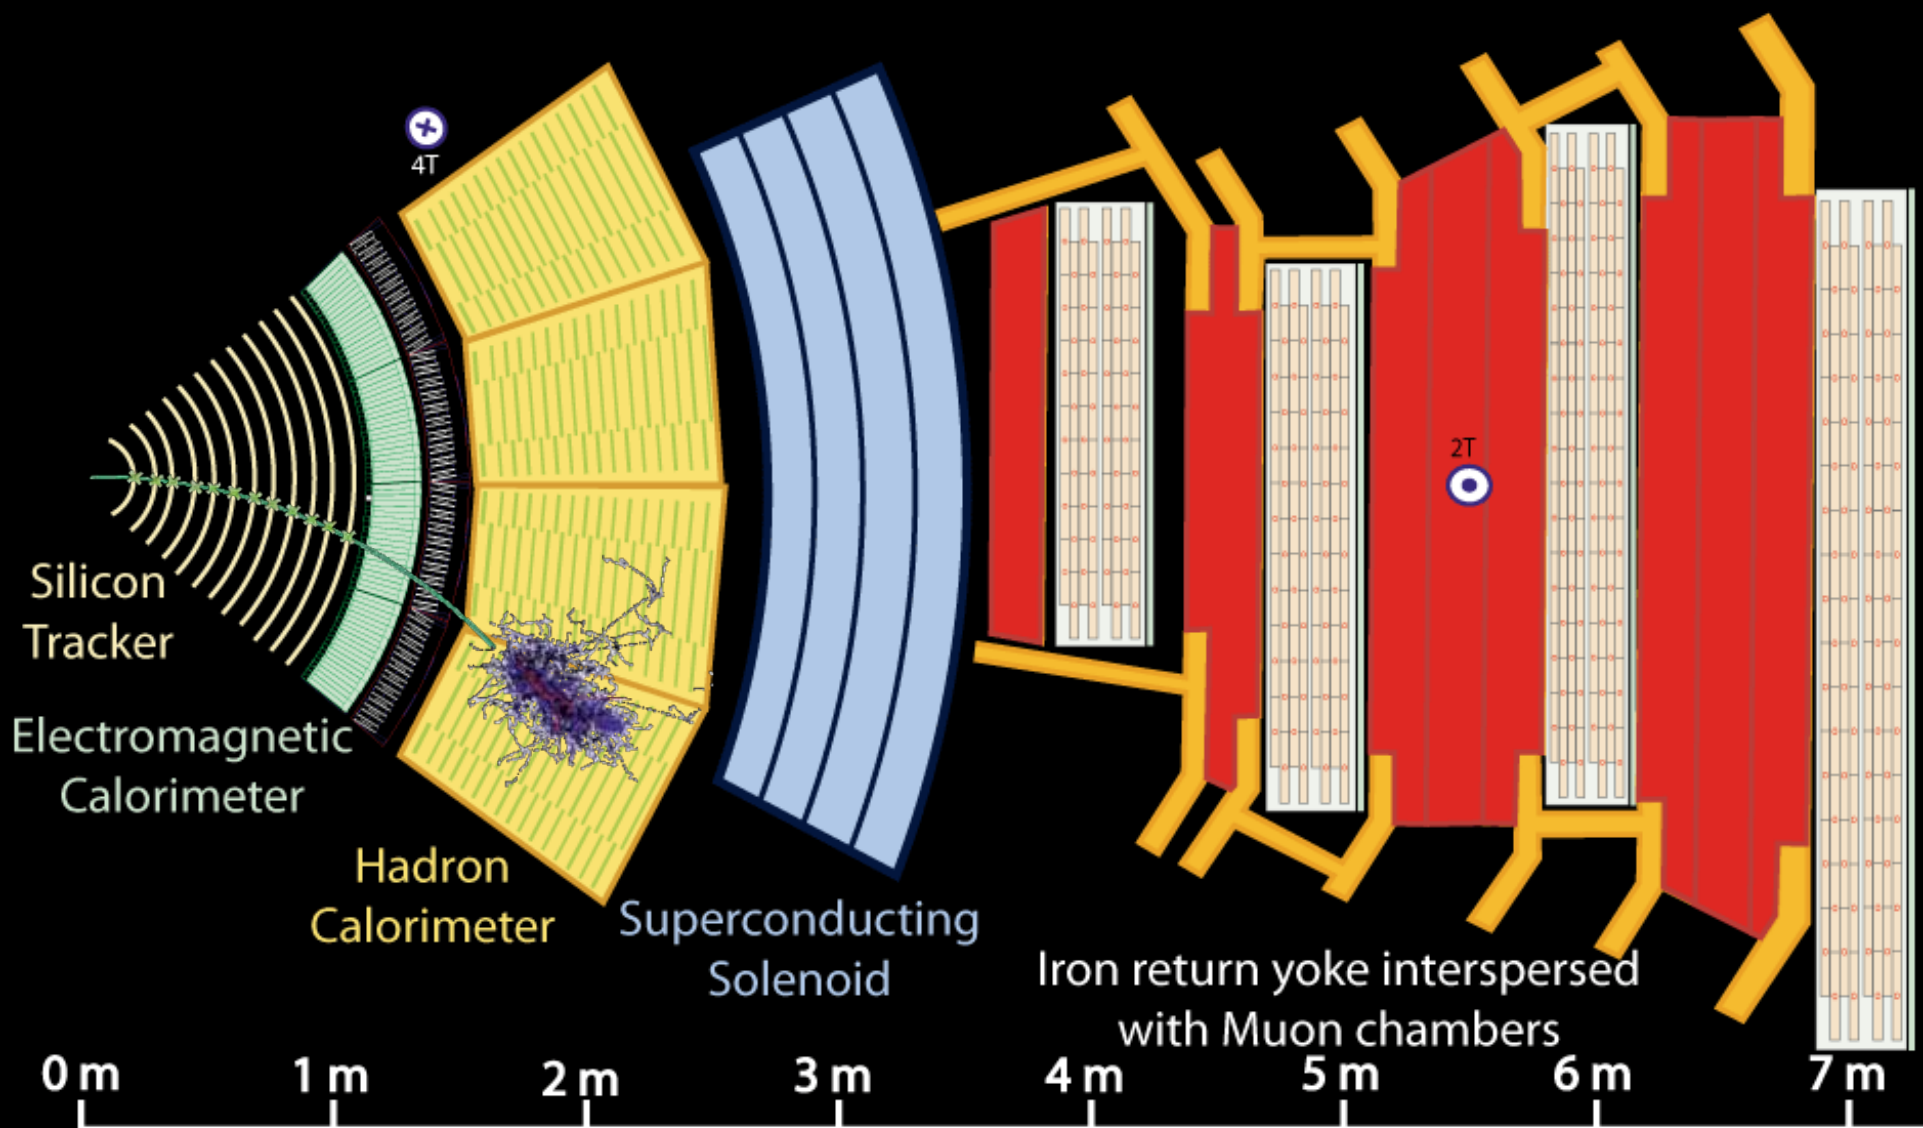 4T
2T
Silicon
Tracker
Electromagnetic
Calorimeter
Hadron
Calorimeter
Superconducting
Solenoid
Iron return yoke interspersed
with Muon chambers
0 m 1 m 2 m 3 m 4 m 5 m 6 m 7 m